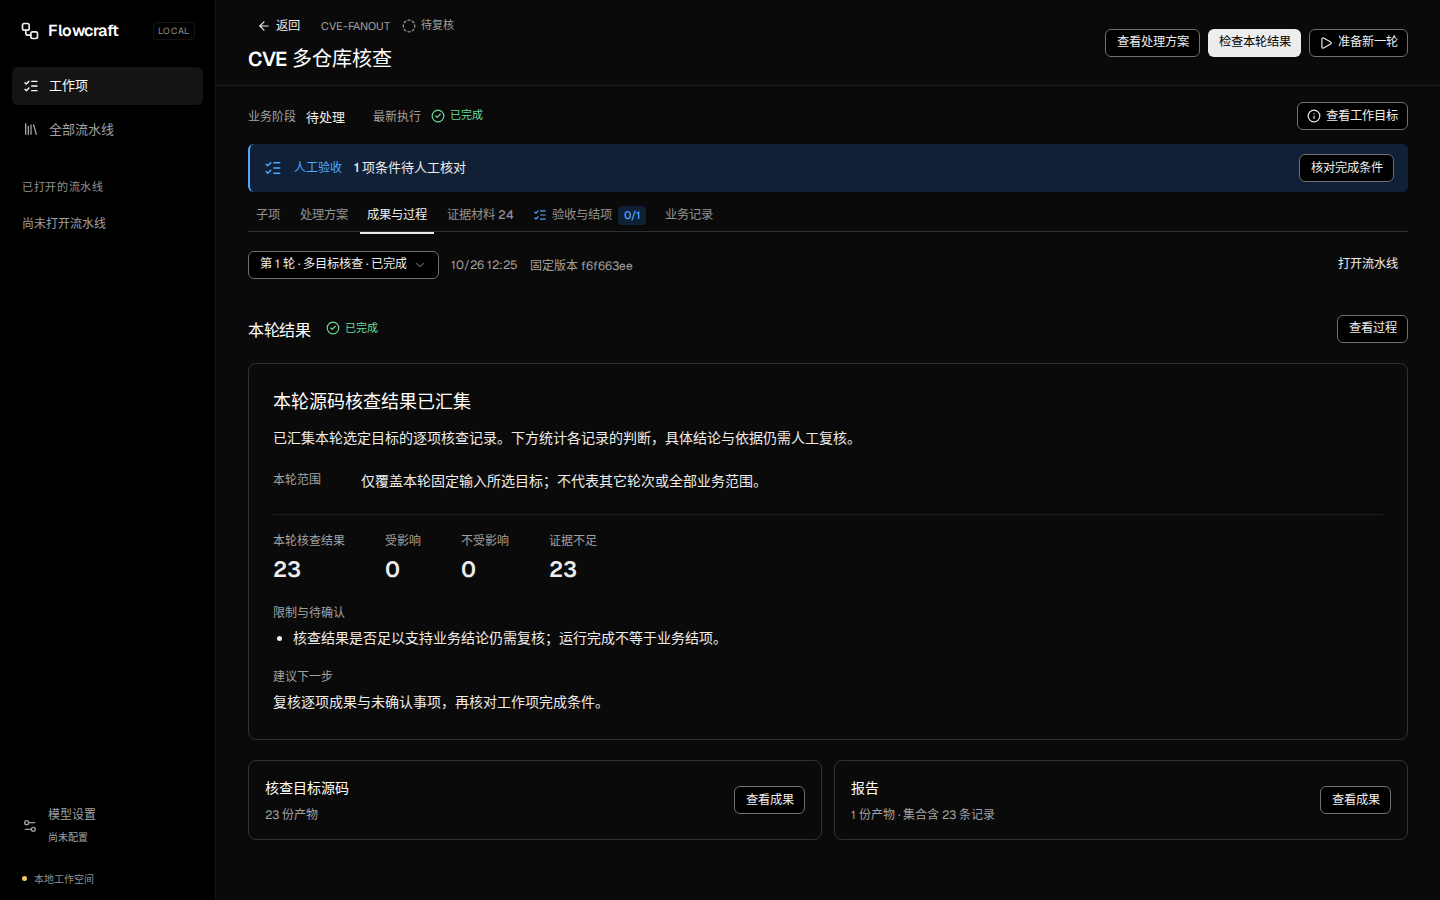 Flowcraft
LOCAL
工作项
全部流水线
已打开的流水线
尚未打开流水线
模型设置
尚未配置
本地工作空间
返回 CVE-FANOUT 待复核
CVE 多仓库核查
查看处理方案 检查本轮结果 准备新一轮
业务阶段 待处理 最新执行 已完成
查看工作目标
人工验收 1 项条件待人工核对
核对完成条件
子项 处理方案 成果与过程 证据材料 24 验收与结项 0/1 业务记录
第 1 轮 · 多目标核查 · 已完成 10/26 12:25 固定版本 f6f663ee
打开流水线
本轮结果 已完成
查看过程
本轮源码核查结果已汇集
已汇集本轮选定目标的逐项核查记录。下方统计各记录的判断，具体结论与依据仍需人工复核。
本轮范围 仅覆盖本轮固定输入所选目标；不代表其它轮次或全部业务范围。
本轮核查结果 受影响 不受影响 证据不足
23 0 0 23
限制与待确认
• 核查结果是否足以支持业务结论仍需复核；运行完成不等于业务结项。
建议下一步
复核逐项成果与未确认事项，再核对工作项完成条件。
核查目标源码
23 份产物
查看成果
报告
1 份产物 · 集合含 23 条记录
查看成果